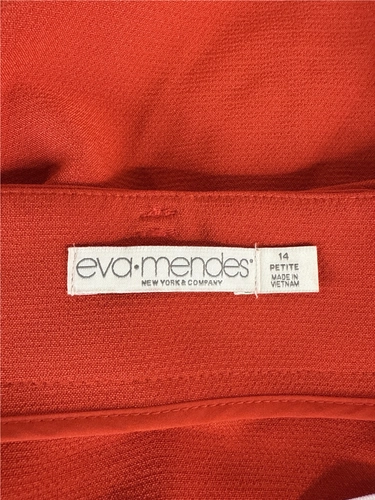 eva·mendes®
NEW YORK & COMPANY
14
PETITE
MADE IN
VIETNAM